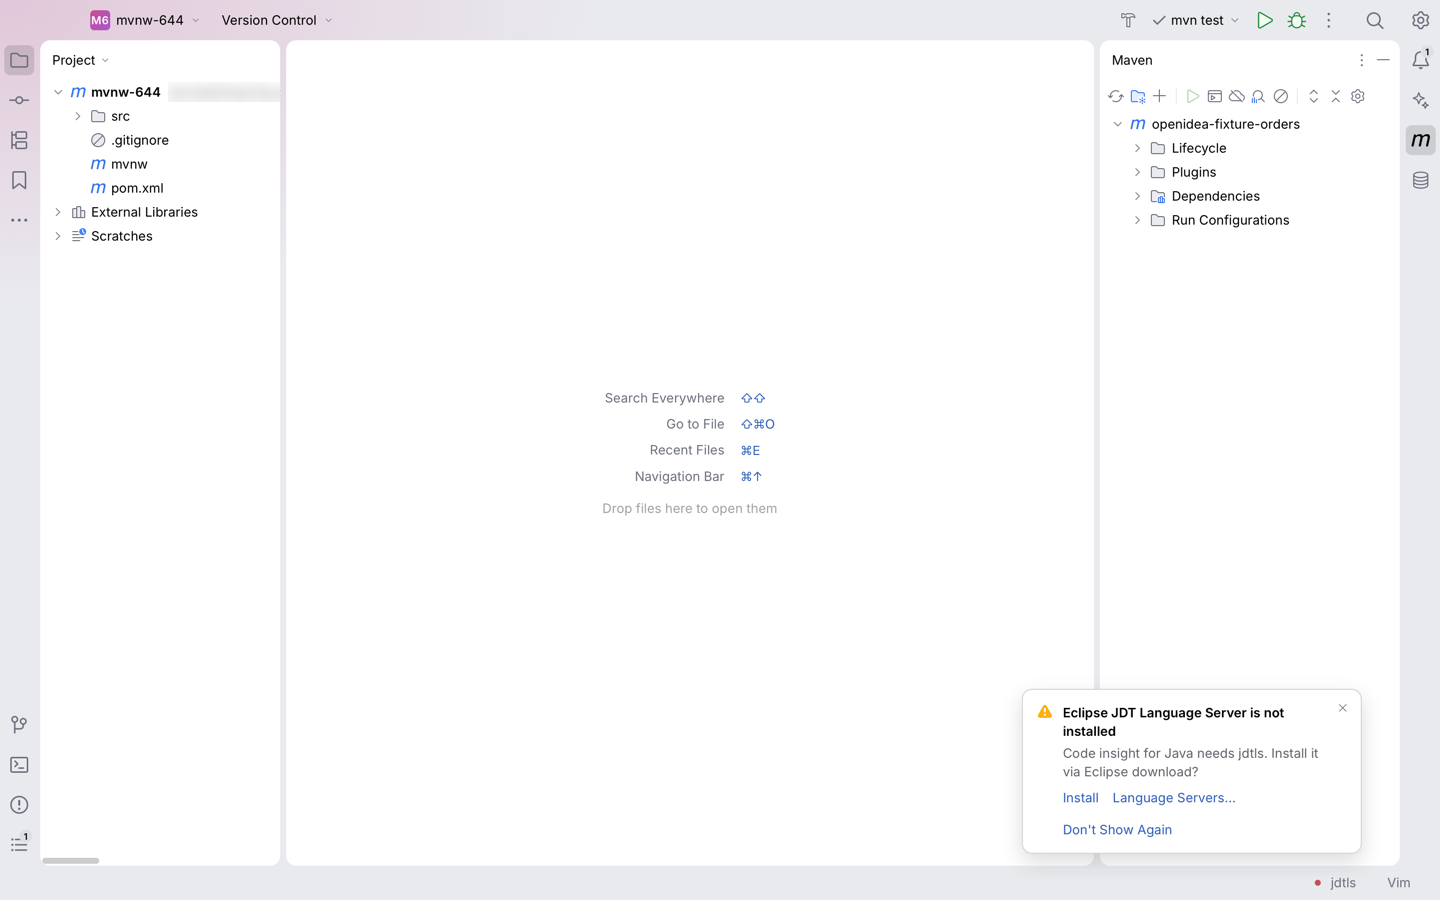 M6 mvnw-644 Version Control mvn test
Project
mvnw-644
src
.gitignore
mvnw
pom.xml
External Libraries
Scratches
Search Everywhere ⇧⇧
Go to File ⇧⌘O
Recent Files ⌘E
Navigation Bar ⌘↑
Drop files here to open them
Maven
m openidea-fixture-orders
Lifecycle
Plugins
Dependencies
Run Configurations
1
m
Eclipse JDT Language Server is not
installed
Code insight for Java needs jdtls. Install it
via Eclipse download?
Install Language Servers...
Don't Show Again
1
jdtls Vim